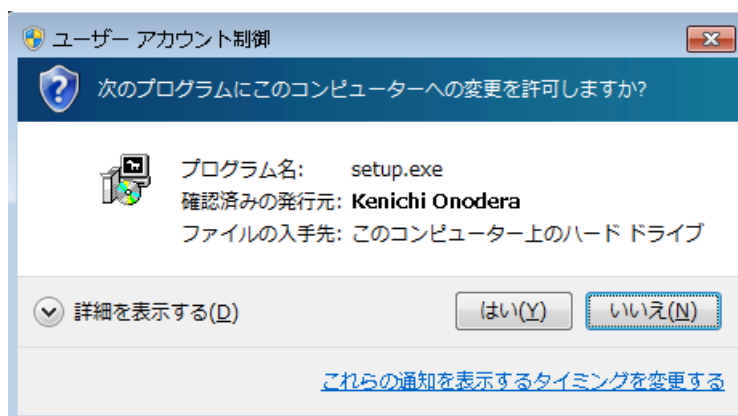 ユーザー アカウント制御
次のプログラムにこのコンピューターへの変更を許可しますか?
プログラム名: setup.exe
確認済みの発行元: Kenichi Onodera
ファイルの入手先: このコンピューター上のハード ドライブ
詳細を表示する(D) はい(Y) いいえ(N)
これらの通知を表示するタイミングを変更する